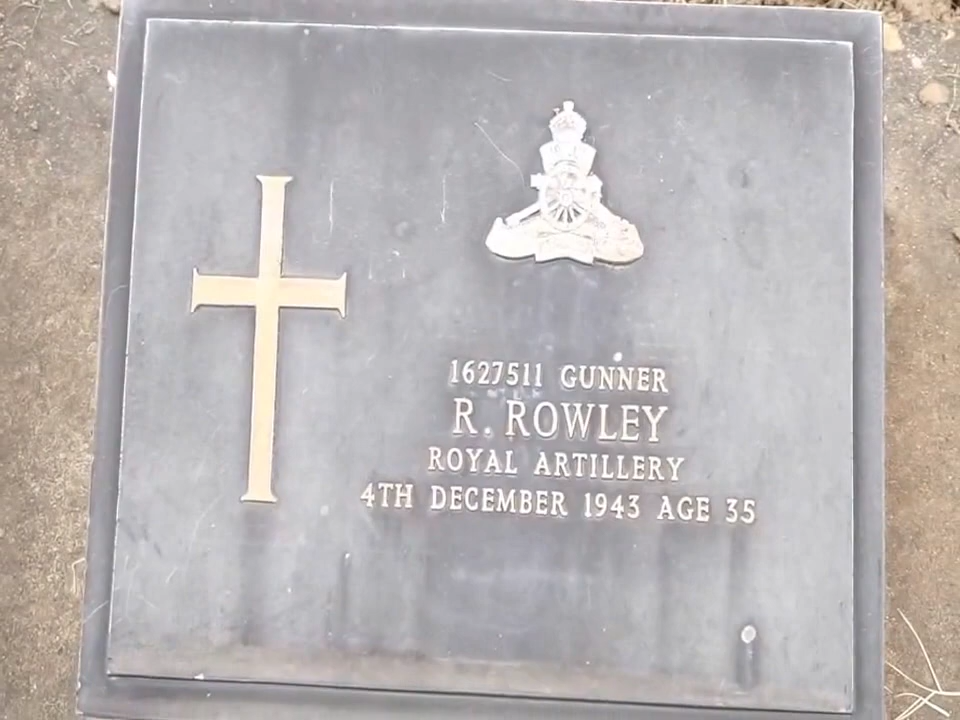 1627511 GUNNER
R. ROWLEY
ROYAL ARTILLERY
4TH DECEMBER 1943 AGE 35